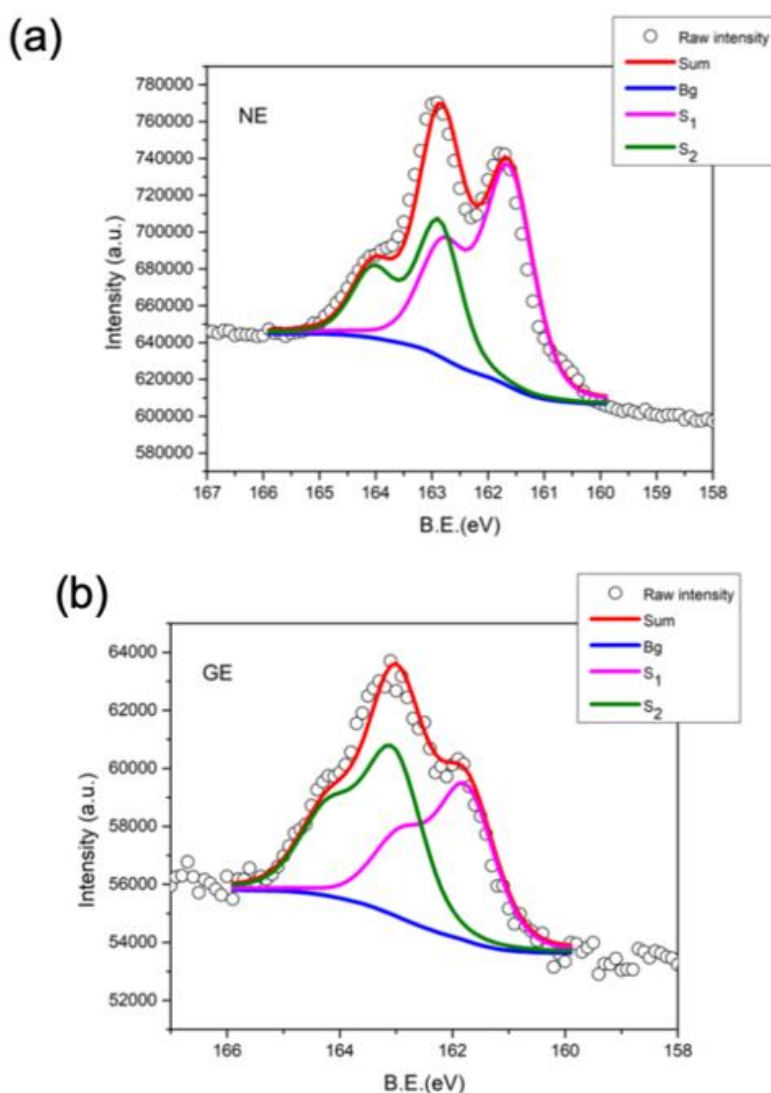 (a)
Raw intensity
Sum
Bg
S1
S2
NE
780000
760000
740000
720000
700000
680000
660000
640000
620000
600000
580000
Intensity (a.u.)
167 166 165 164 163 162 161 160 159 158
B.E.(eV)
(b)
Raw intensity
Sum
Bg
S1
S2
GE
64000
62000
60000
58000
56000
54000
52000
Intensity (a.u.)
166 164 162 160 158
B.E.(eV)